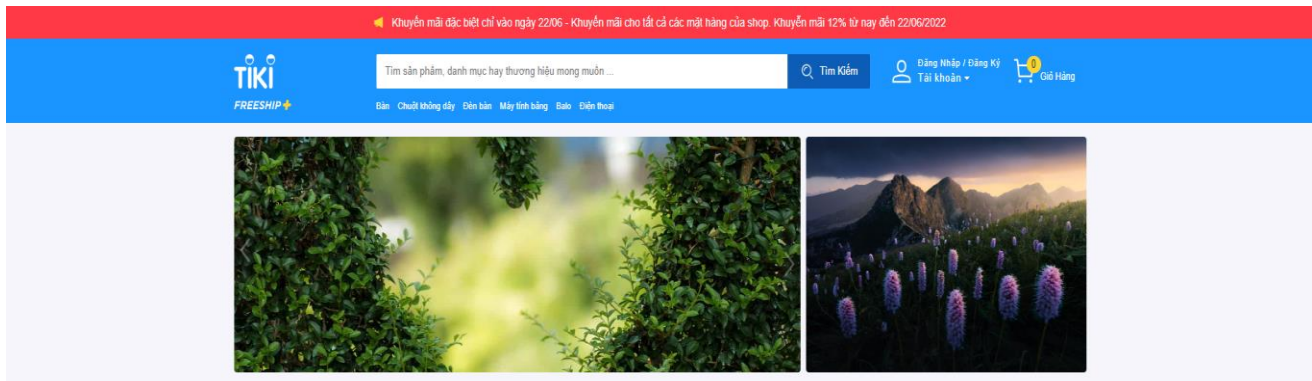 Khuyến mãi đặc biệt chỉ vào ngày 22/06 - Khuyến mãi cho tất cả các mặt hàng của shop. Khuyễn mãi 12% từ nay đến 22/06/2022
TIKI
FREESHIP+
Tìm sản phẩm, danh mục hay thương hiệu mong muốn ...
Tìm Kiếm
Đăng Nhập / Đăng Ký
Tài khoản
0
Giỏ Hàng
Bàn Chuột không dây Đèn bàn Máy tính bảng Balo Điện thoại